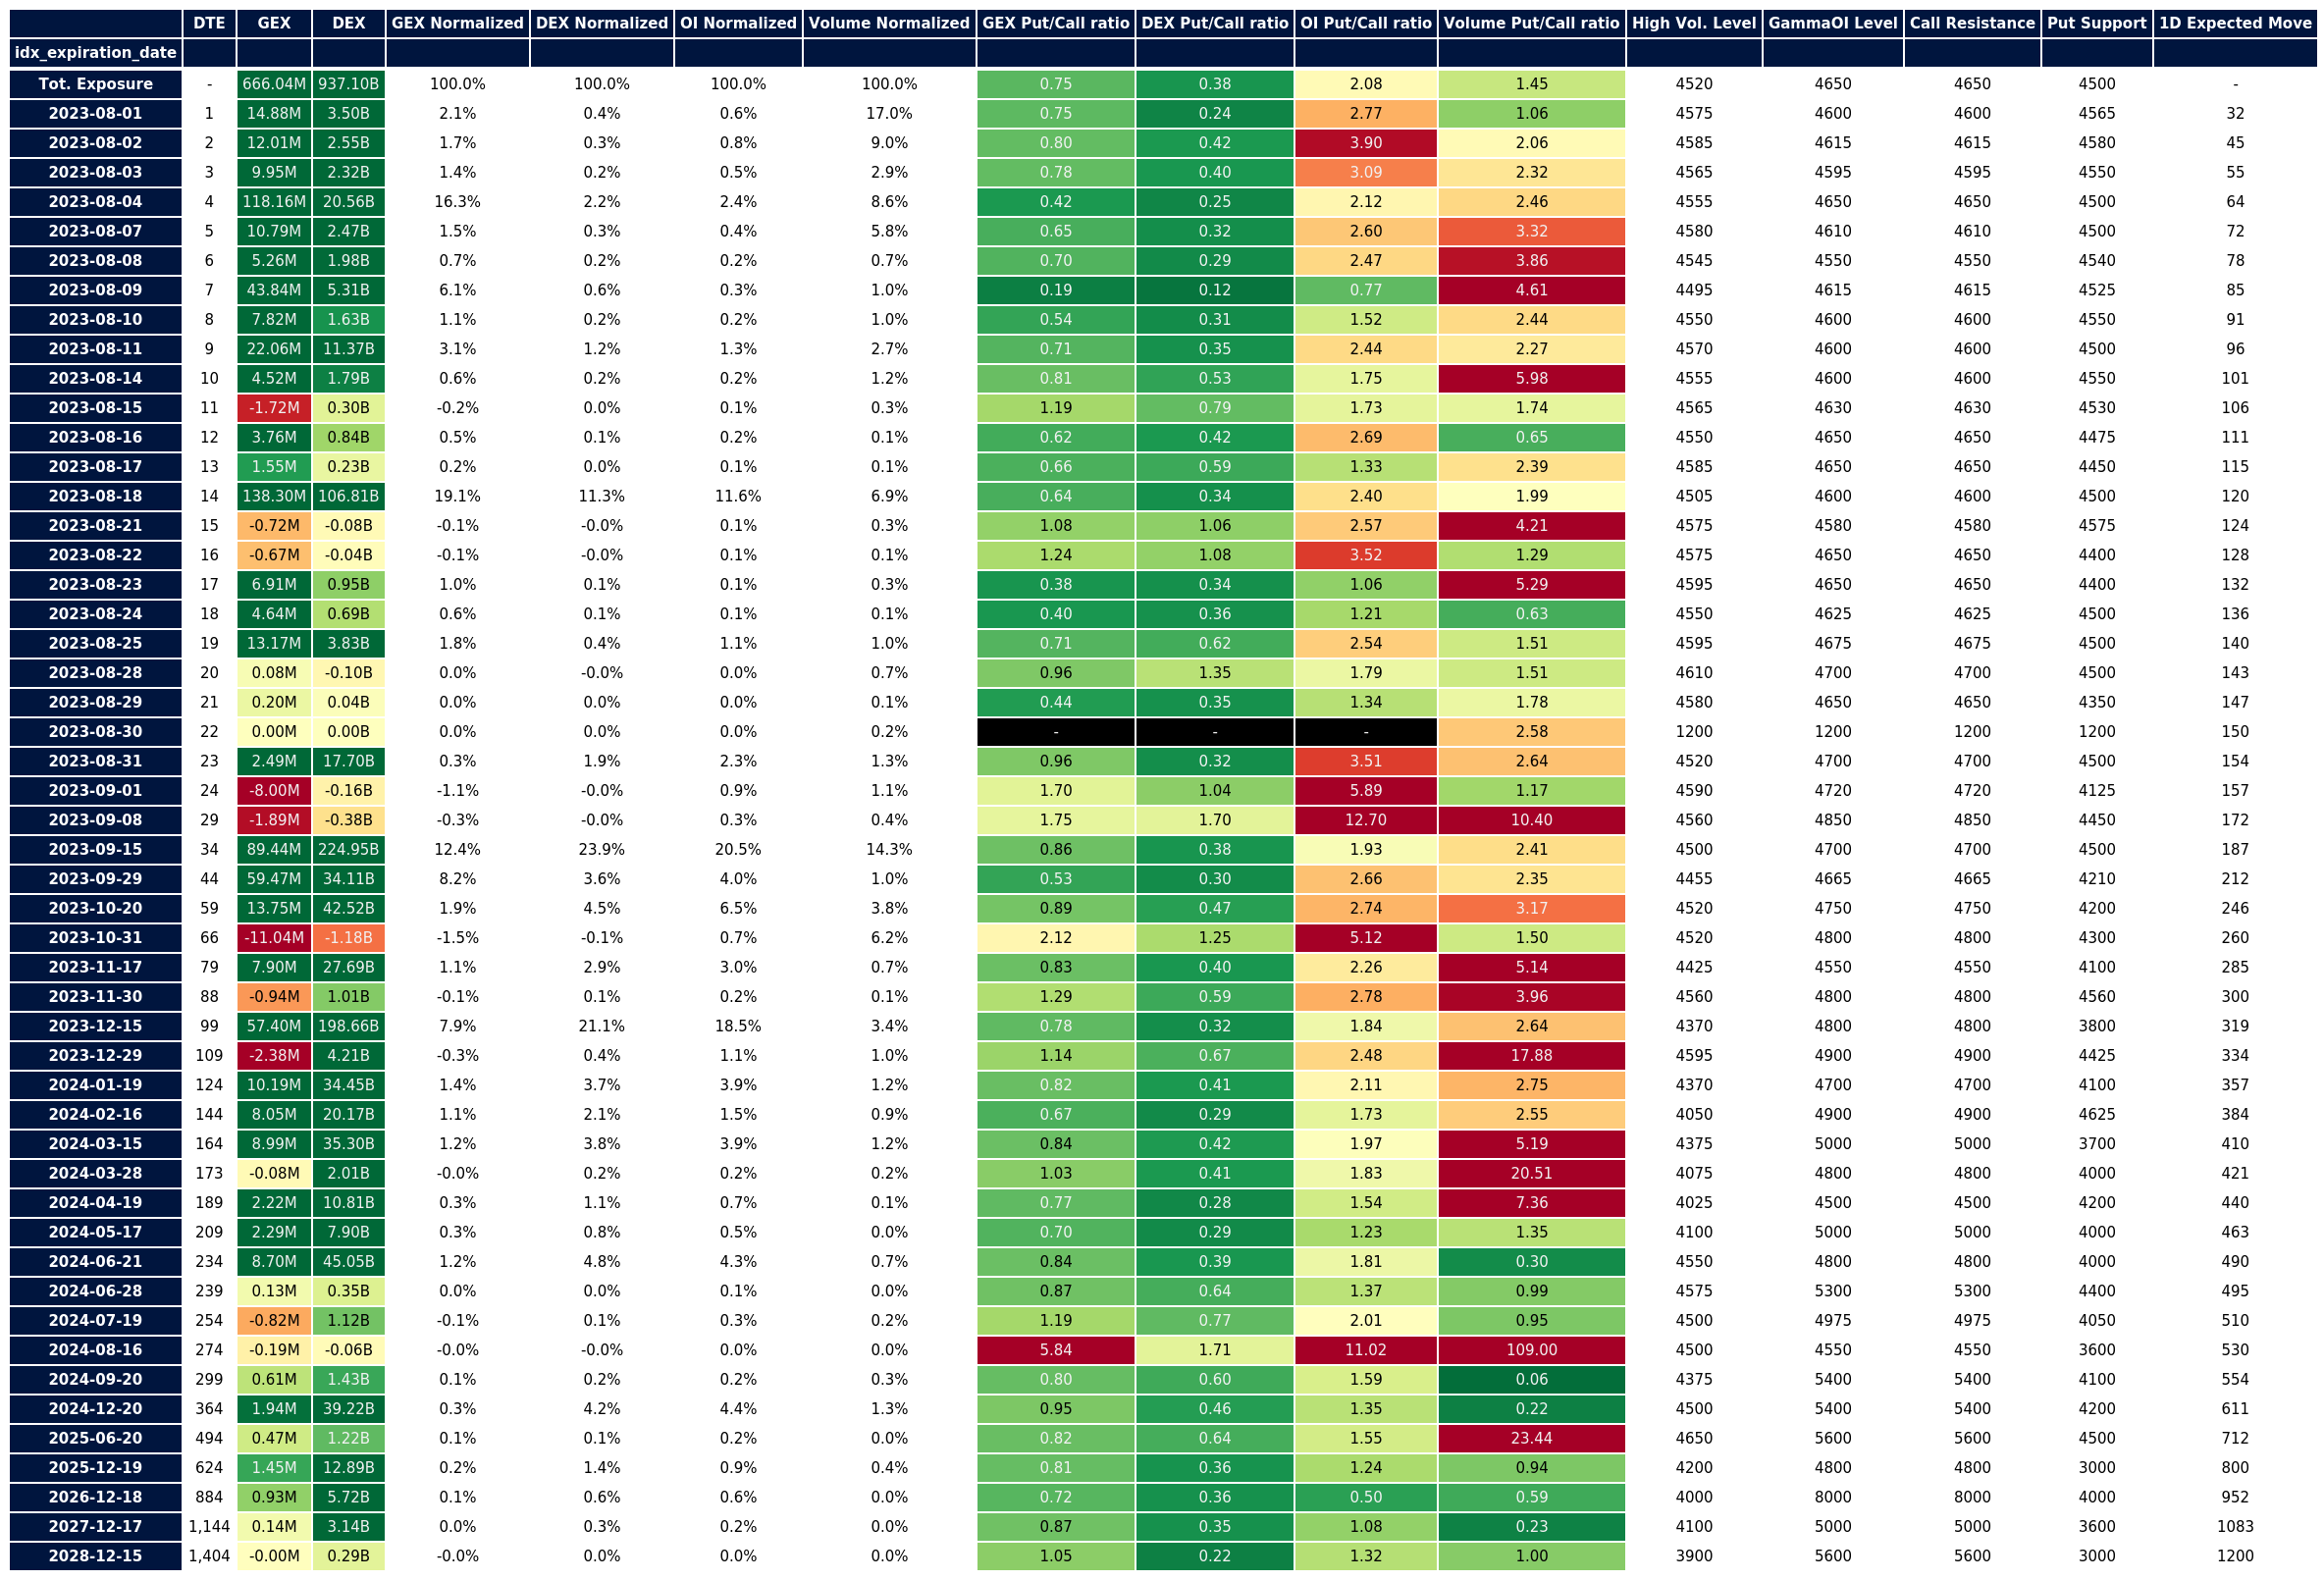 DTE GEX DEX GEX Normalized DEX Normalized OI Normalized Volume Normalized GEX Put/Call ratio DEX Put/Call ratio OI Put/Call ratio Volume Put/Call ratio High Vol. Level GammaOI Level Call Resistance Put Support 1D Expected Move
idx_expiration_date
Tot. Exposure - 666.04M 937.10B 100.0% 100.0% 100.0% 100.0% 0.75 0.38 2.08 1.45 4520 4650 4650 4500 -
2023-08-01 1 14.88M 3.50B 2.1% 0.4% 0.6% 17.0% 0.75 0.24 2.77 1.06 4575 4600 4600 4565 32
2023-08-02 2 12.01M 2.55B 1.7% 0.3% 0.8% 9.0% 0.80 0.42 3.90 2.06 4585 4615 4615 4580 45
2023-08-03 3 9.95M 2.32B 1.4% 0.2% 0.5% 2.9% 0.78 0.40 3.09 2.32 4565 4595 4595 4550 55
2023-08-04 4 118.16M 20.56B 16.3% 2.2% 2.4% 8.6% 0.42 0.25 2.12 2.46 4555 4650 4650 4500 64
2023-08-07 5 10.79M 2.47B 1.5% 0.3% 0.4% 5.8% 0.65 0.32 2.60 3.32 4580 4610 4610 4500 72
2023-08-08 6 5.26M 1.98B 0.7% 0.2% 0.2% 0.7% 0.70 0.29 2.47 3.86 4545 4550 4550 4540 78
2023-08-09 7 43.84M 5.31B 6.1% 0.6% 0.3% 1.0% 0.19 0.12 0.77 4.61 4495 4615 4615 4525 85
2023-08-10 8 7.82M 1.63B 1.1% 0.2% 0.2% 1.0% 0.54 0.31 1.52 2.44 4550 4600 4600 4550 91
2023-08-11 9 22.06M 11.37B 3.1% 1.2% 1.3% 2.7% 0.71 0.35 2.44 2.27 4570 4600 4600 4500 96
2023-08-14 10 4.52M 1.79B 0.6% 0.2% 0.2% 1.2% 0.81 0.53 1.75 5.98 4555 4600 4600 4550 101
2023-08-15 11 -1.72M 0.30B -0.2% 0.0% 0.1% 0.3% 1.19 0.79 1.73 1.74 4565 4630 4630 4530 106
2023-08-16 12 3.76M 0.84B 0.5% 0.1% 0.2% 0.1% 0.62 0.42 2.69 0.65 4550 4650 4650 4475 111
2023-08-17 13 1.55M 0.23B 0.2% 0.0% 0.1% 0.1% 0.66 0.59 1.33 2.39 4585 4650 4650 4450 115
2023-08-18 14 138.30M 106.81B 19.1% 11.3% 11.6% 6.9% 0.64 0.34 2.40 1.99 4505 4600 4600 4500 120
2023-08-21 15 -0.72M -0.08B -0.1% -0.0% 0.1% 0.3% 1.08 1.06 2.57 4.21 4575 4580 4580 4575 124
2023-08-22 16 -0.67M -0.04B -0.1% -0.0% 0.1% 0.1% 1.24 1.08 3.52 1.29 4575 4650 4650 4400 128
2023-08-23 17 6.91M 0.95B 1.0% 0.1% 0.1% 0.3% 0.38 0.34 1.06 5.29 4595 4650 4650 4400 132
2023-08-24 18 4.64M 0.69B 0.6% 0.1% 0.1% 0.1% 0.40 0.36 1.21 0.63 4550 4625 4625 4500 136
2023-08-25 19 13.17M 3.83B 1.8% 0.4% 1.1% 1.0% 0.71 0.62 2.54 1.51 4595 4675 4675 4500 140
2023-08-28 20 0.08M -0.10B 0.0% -0.0% 0.0% 0.7% 0.96 1.35 1.79 1.51 4610 4700 4700 4500 143
2023-08-29 21 0.20M 0.04B 0.0% 0.0% 0.0% 0.1% 0.44 0.35 1.34 1.78 4580 4650 4650 4350 147
2023-08-30 22 0.00M 0.00B 0.0% 0.0% 0.0% 0.2% - - - 2.58 1200 1200 1200 1200 150
2023-08-31 23 2.49M 17.70B 0.3% 1.9% 2.3% 1.3% 0.96 0.32 3.51 2.64 4520 4700 4700 4500 154
2023-09-01 24 -8.00M -0.16B -1.1% -0.0% 0.9% 1.1% 1.70 1.04 5.89 1.17 4590 4720 4720 4125 157
2023-09-08 29 -1.89M -0.38B -0.3% -0.0% 0.3% 0.4% 1.75 1.70 12.70 10.40 4560 4850 4850 4450 172
2023-09-15 34 89.44M 224.95B 12.4% 23.9% 20.5% 14.3% 0.86 0.38 1.93 2.41 4500 4700 4700 4500 187
2023-09-29 44 59.47M 34.11B 8.2% 3.6% 4.0% 1.0% 0.53 0.30 2.66 2.35 4455 4665 4665 4210 212
2023-10-20 59 13.75M 42.52B 1.9% 4.5% 6.5% 3.8% 0.89 0.47 2.74 3.17 4520 4750 4750 4200 246
2023-10-31 66 -11.04M -1.18B -1.5% -0.1% 0.7% 6.2% 2.12 1.25 5.12 1.50 4520 4800 4800 4300 260
2023-11-17 79 7.90M 27.69B 1.1% 2.9% 3.0% 0.7% 0.83 0.40 2.26 5.14 4425 4550 4550 4100 285
2023-11-30 88 -0.94M 1.01B -0.1% 0.1% 0.2% 0.1% 1.29 0.59 2.78 3.96 4560 4800 4800 4560 300
2023-12-15 99 57.40M 198.66B 7.9% 21.1% 18.5% 3.4% 0.78 0.32 1.84 2.64 4370 4800 4800 3800 319
2023-12-29 109 -2.38M 4.21B -0.3% 0.4% 1.1% 1.0% 1.14 0.67 2.48 17.88 4595 4900 4900 4425 334
2024-01-19 124 10.19M 34.45B 1.4% 3.7% 3.9% 1.2% 0.82 0.41 2.11 2.75 4370 4700 4700 4100 357
2024-02-16 144 8.05M 20.17B 1.1% 2.1% 1.5% 0.9% 0.67 0.29 1.73 2.55 4050 4900 4900 4625 384
2024-03-15 164 8.99M 35.30B 1.2% 3.8% 3.9% 1.2% 0.84 0.42 1.97 5.19 4375 5000 5000 3700 410
2024-03-28 173 -0.08M 2.01B -0.0% 0.2% 0.2% 0.2% 1.03 0.41 1.83 20.51 4075 4800 4800 4000 421
2024-04-19 189 2.22M 10.81B 0.3% 1.1% 0.7% 0.1% 0.77 0.28 1.54 7.36 4025 4500 4500 4200 440
2024-05-17 209 2.29M 7.90B 0.3% 0.8% 0.5% 0.0% 0.70 0.29 1.23 1.35 4100 5000 5000 4000 463
2024-06-21 234 8.70M 45.05B 1.2% 4.8% 4.3% 0.7% 0.84 0.39 1.81 0.30 4550 4800 4800 4000 490
2024-06-28 239 0.13M 0.35B 0.0% 0.0% 0.1% 0.0% 0.87 0.64 1.37 0.99 4575 5300 5300 4400 495
2024-07-19 254 -0.82M 1.12B -0.1% 0.1% 0.3% 0.2% 1.19 0.77 2.01 0.95 4500 4975 4975 4050 510
2024-08-16 274 -0.19M -0.06B -0.0% -0.0% 0.0% 0.0% 5.84 1.71 11.02 109.00 4500 4550 4550 3600 530
2024-09-20 299 0.61M 1.43B 0.1% 0.2% 0.2% 0.3% 0.80 0.60 1.59 0.06 4375 5400 5400 4100 554
2024-12-20 364 1.94M 39.22B 0.3% 4.2% 4.4% 1.3% 0.95 0.46 1.35 0.22 4500 5400 5400 4200 611
2025-06-20 494 0.47M 1.22B 0.1% 0.1% 0.2% 0.0% 0.82 0.64 1.55 23.44 4650 5600 5600 4500 712
2025-12-19 624 1.45M 12.89B 0.2% 1.4% 0.9% 0.4% 0.81 0.36 1.24 0.94 4200 4800 4800 3000 800
2026-12-18 884 0.93M 5.72B 0.1% 0.6% 0.6% 0.0% 0.72 0.36 0.50 0.59 4000 8000 8000 4000 952
2027-12-17 1,144 0.14M 3.14B 0.0% 0.3% 0.2% 0.0% 0.87 0.35 1.08 0.23 4100 5000 5000 3600 1083
2028-12-15 1,404 -0.00M 0.29B -0.0% 0.0% 0.0% 0.0% 1.05 0.22 1.32 1.00 3900 5600 5600 3000 1200